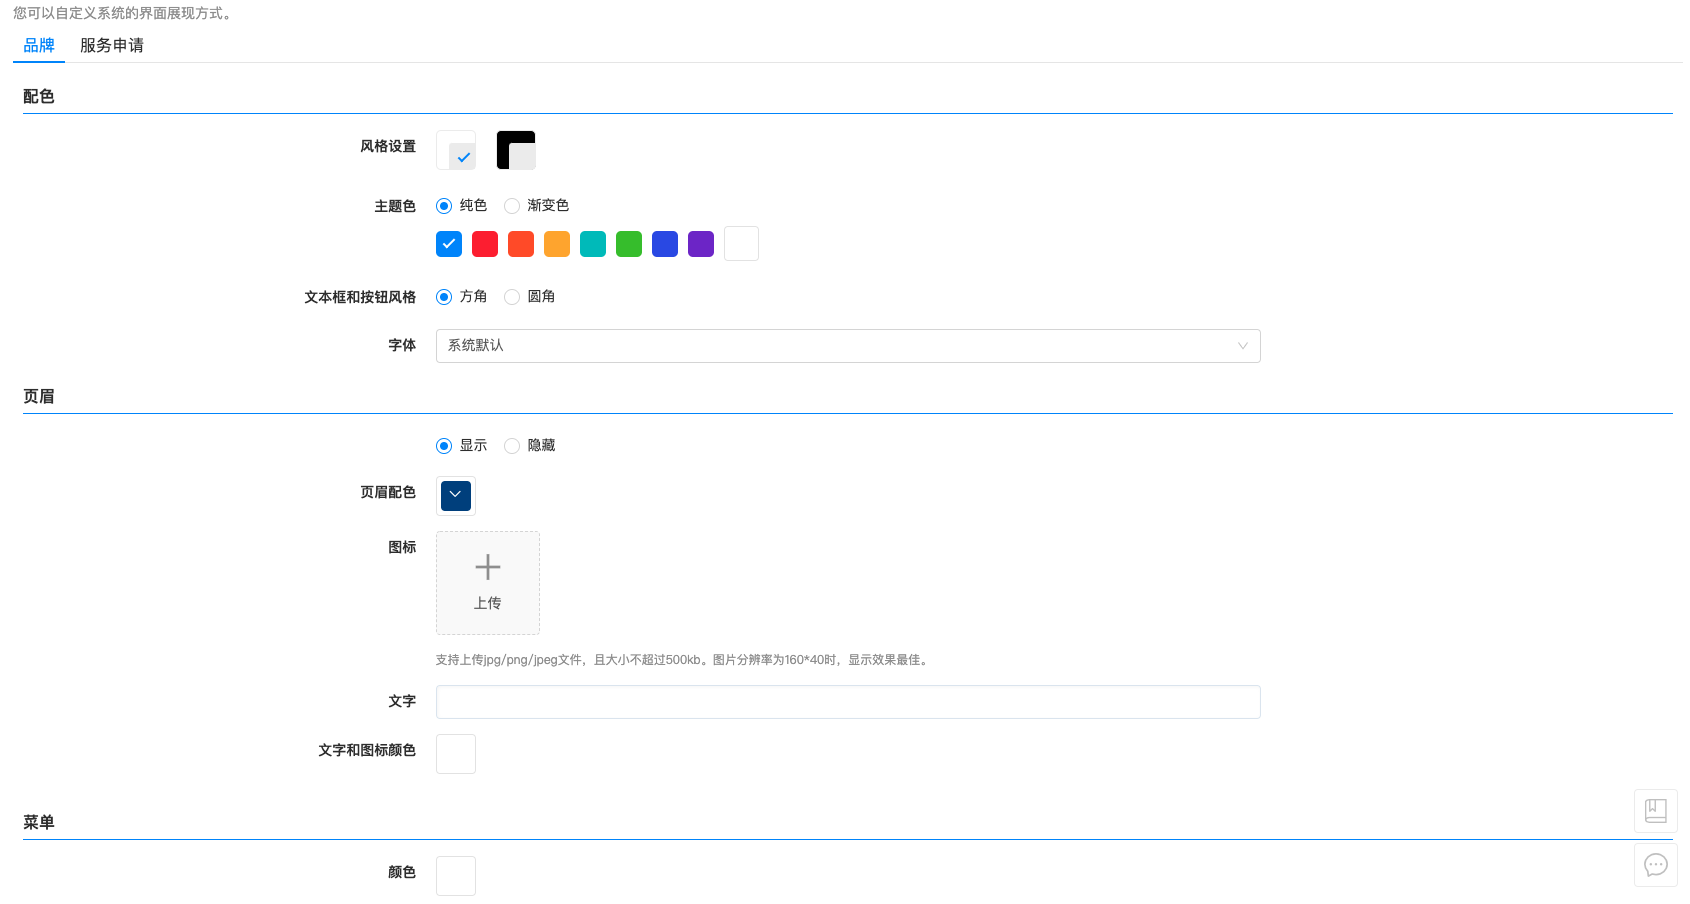 您可以自定义系统的界面展现方式。
品牌 服务申请
配色
风格设置
主题色 纯色 渐变色
文本框和按钮风格 方角 圆角
字体 系统默认
页眉
显示 隐藏
页眉配色
图标
上传
支持上传jpg/png/jpeg文件，且大小不超过500kb。图片分辨率为160*40时，显示效果最佳。
文字
文字和图标颜色
菜单
颜色